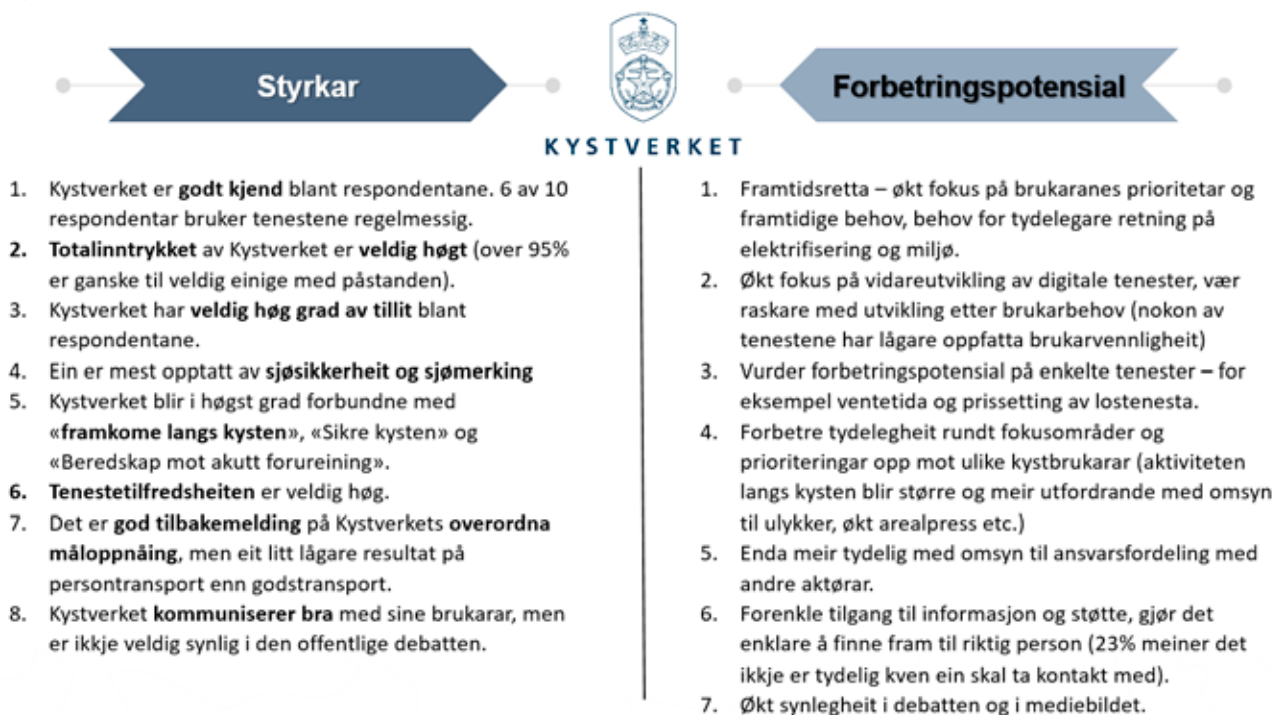 Styrkar
KYSTVERKET
Forbetringspotensial
1. Kystverket er godt kjend blant respondentane. 6 av 10
respondentar bruker tenestene regelmessig.
2. Totalinntrykket av Kystverket er veldig høgt (over 95%
er ganske til veldig einige med påstanden).
3. Kystverket har veldig høg grad av tillit blant
respondentane.
4. Ein er mest opptatt av sjøsikkerheit og sjømerking
5. Kystverket blir i høgst grad forbundne med
«framkome langs kysten», «Sikre kysten» og
«Beredskap mot akutt forureining».
6. Tenestetilfredsheiten er veldig høg.
7. Det er god tilbakemelding på Kystverkets overordna
måloppnåing, men eit litt lågare resultat på
persontransport enn godstransport.
8. Kystverket kommuniserer bra med sine brukarar, men
er ikkje veldig synlig i den offentlige debatten.
1. Framtidsretta – økt fokus på brukaranes prioritetar og
framtidige behov, behov for tydelegare retning på
elektrifisering og miljø.
2. Økt fokus på vidareutvikling av digitale tenester, vær
raskare med utvikling etter brukarbehov (nokon av
tenestene har lågare oppfatta brukarvennligheit)
3. Vurder forbetringspotensial på enkelte tenester – for
eksempel ventetida og prissetting av lostenesta.
4. Forbetre tydelegheit rundt fokusområder og
prioriteringar opp mot ulike kystbrukarar (aktiviteten
langs kysten blir større og meir utfordrande med omsyn
til ulykker, økt arealpress etc.)
5. Enda meir tydelig med omsyn til ansvarsfordeling med
andre aktørar.
6. Forenkle tilgang til informasjon og støtte, gjør det
enklare å finne fram til riktig person (23% meiner det
ikkje er tydelig kven ein skal ta kontakt med).
7. Økt synlegheit i debatten og i mediebildet.